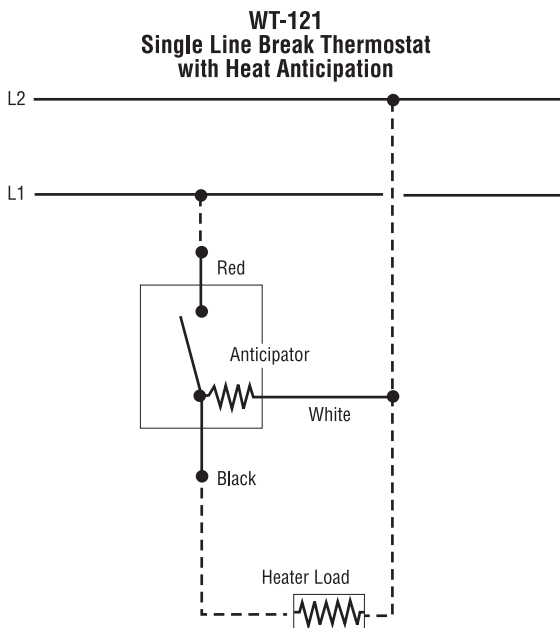 WT-121
Single Line Break Thermostat
with Heat Anticipation
L2
L1
Red
Anticipator
White
Black
Heater Load